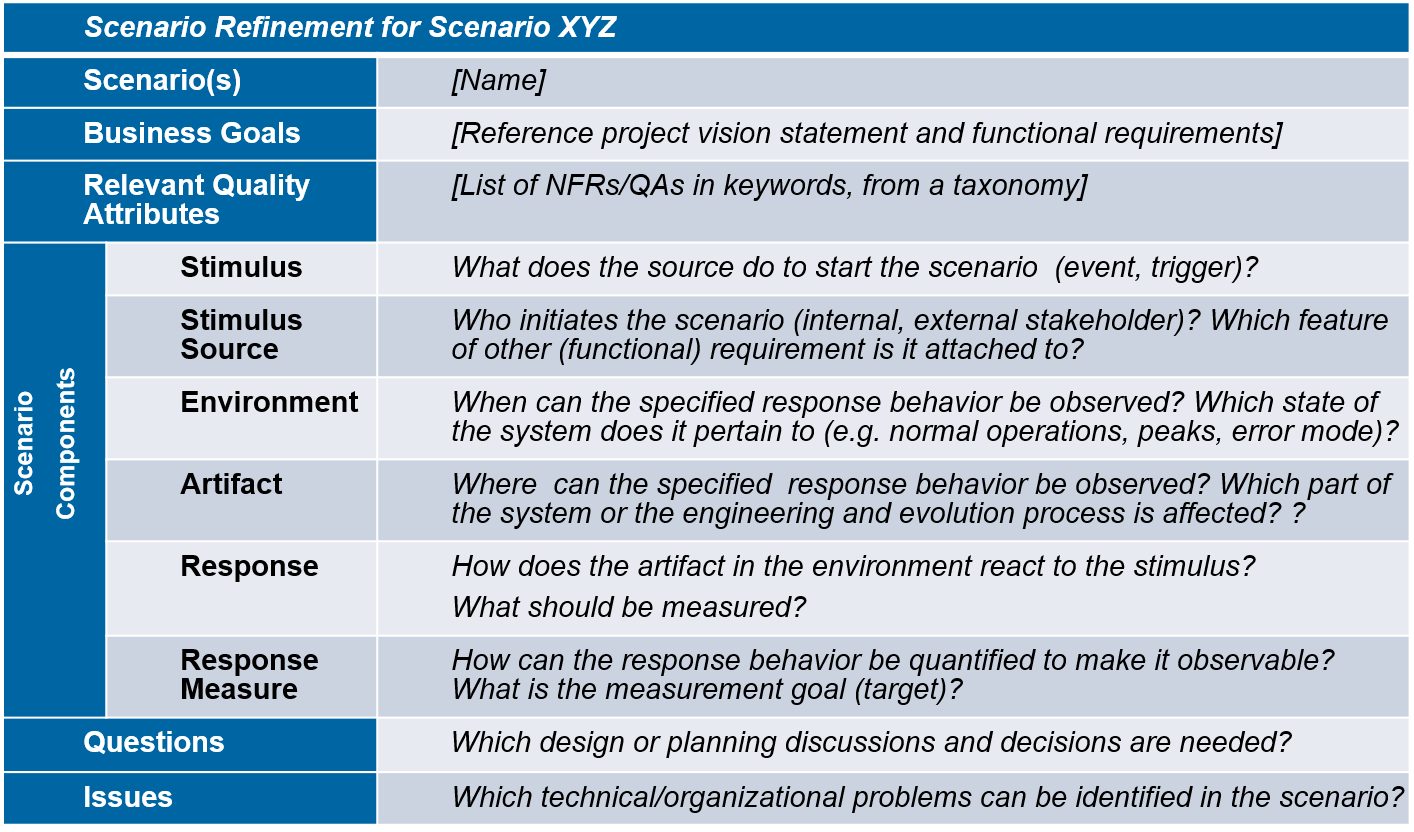 Scenario Refinement for Scenario XYZ
Scenario(s)
[Name]
Business Goals
[Reference project vision statement and functional requirements]
Relevant Quality
Attributes
[List of NFRs/QAs in keywords, from a taxonomy]
Scenario
Components
Stimulus
What does the source do to start the scenario  (event, trigger)?
Stimulus
Source
Who initiates the scenario (internal, external stakeholder)? Which feature
of other (functional) requirement is it attached to?
Environment
When can the specified response behavior be observed? Which state of
the system does it pertain to (e.g. normal operations, peaks, error mode)?
Artifact
Where  can the specified  response behavior be observed? Which part of
the system or the engineering and evolution process is affected? ?
Response
How does the artifact in the environment react to the stimulus?
What should be measured?
Response
Measure
How can the response behavior be quantified to make it observable?
What is the measurement goal (target)?
Questions
Which design or planning discussions and decisions are needed?
Issues
Which technical/organizational problems can be identified in the scenario?